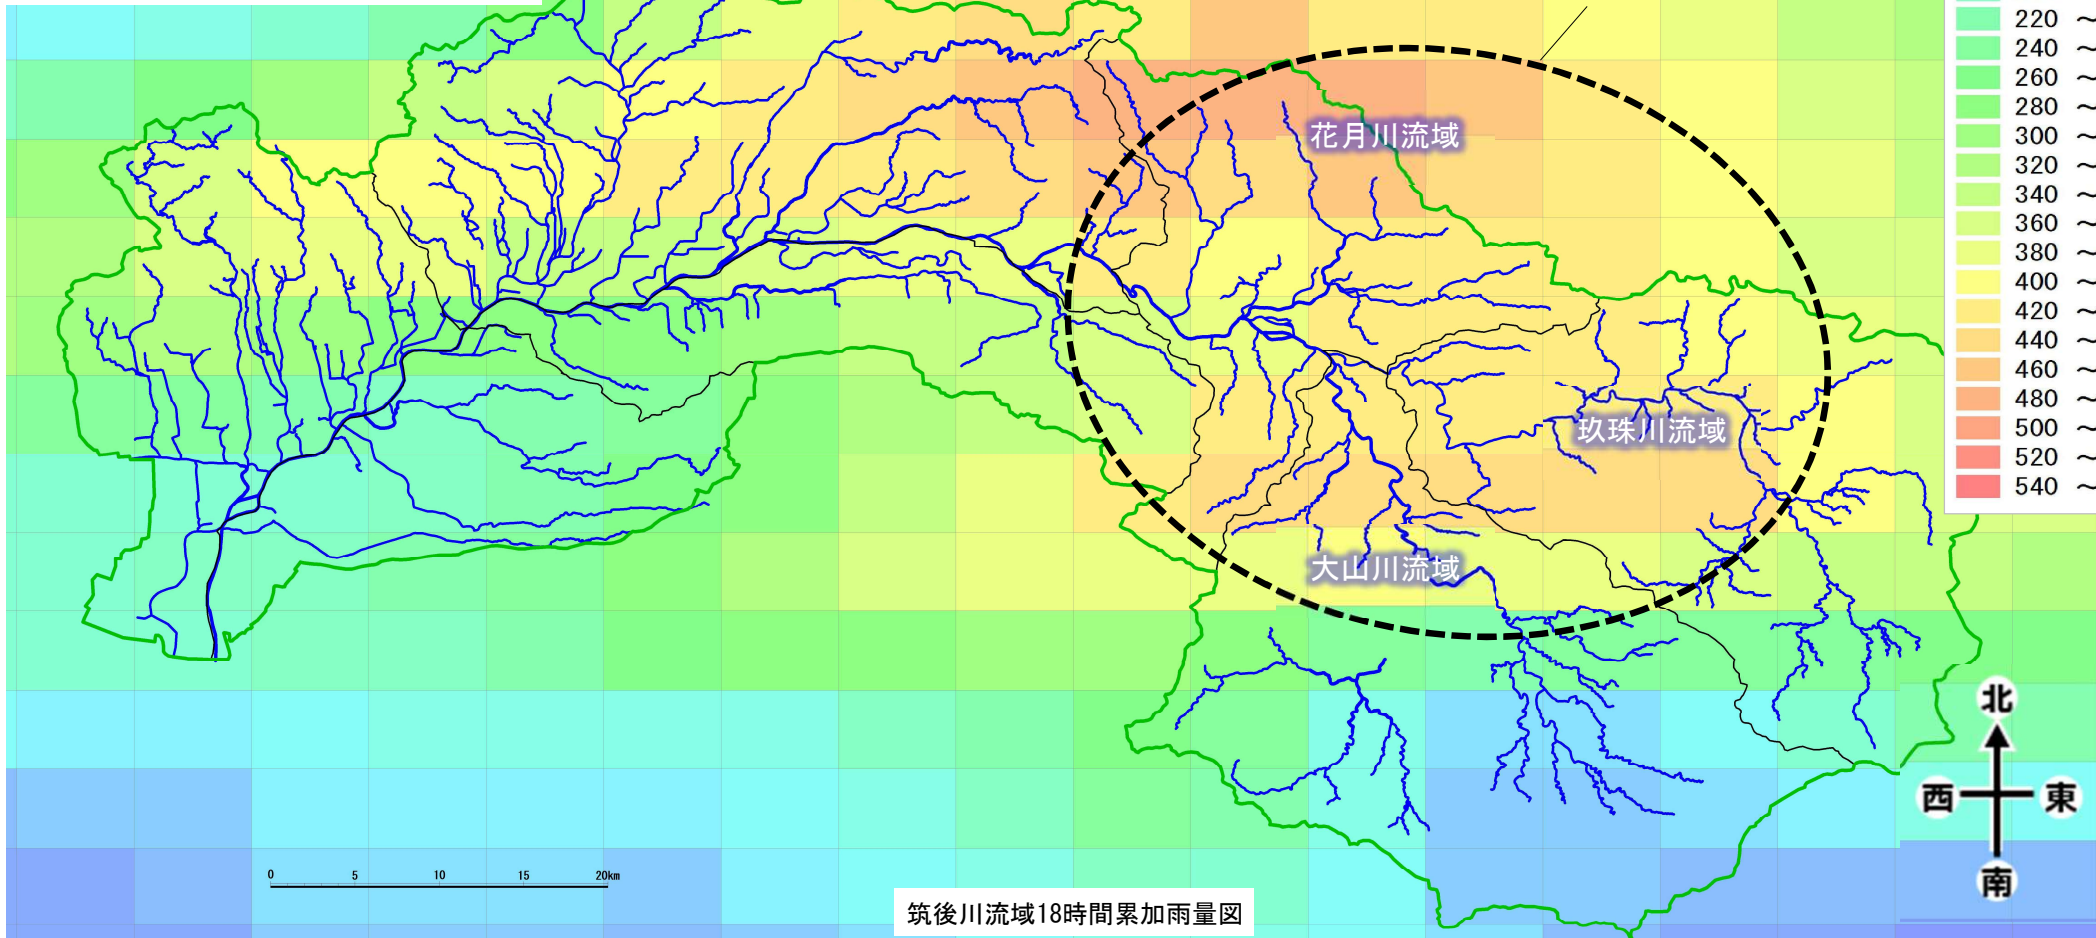 220 ～
240 ～
260 ～
280 ～
300 ～
320 ～
340 ～
360 ～
380 ～
400 ～
420 ～
440 ～
460 ～
480 ～
500 ～
520 ～
540 ～
花月川流域
玖珠川流域
大山川流域
北
西
東
南
0 5 10 15 20km
筑後川流域18時間累加雨量図